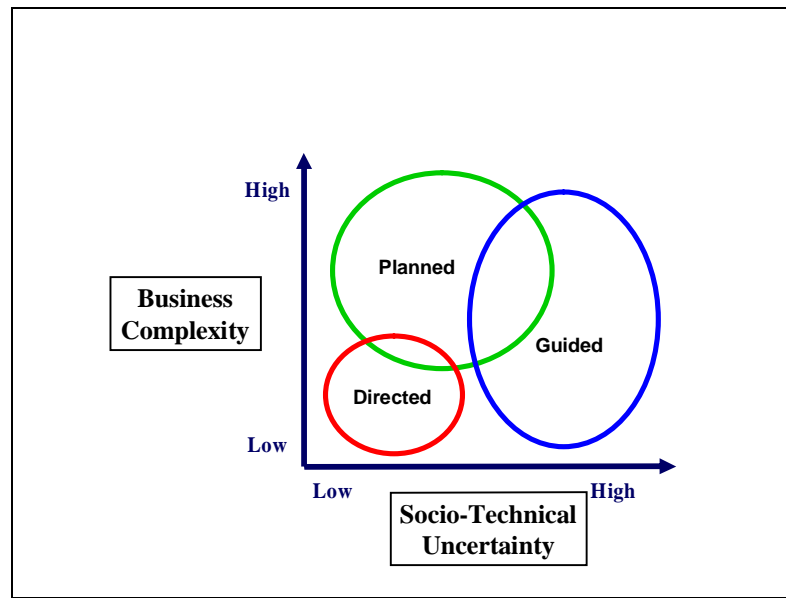 High
Planned
Business
Complexity
Guided
Directed
Low
Low
High
Socio-Technical
Uncertainty